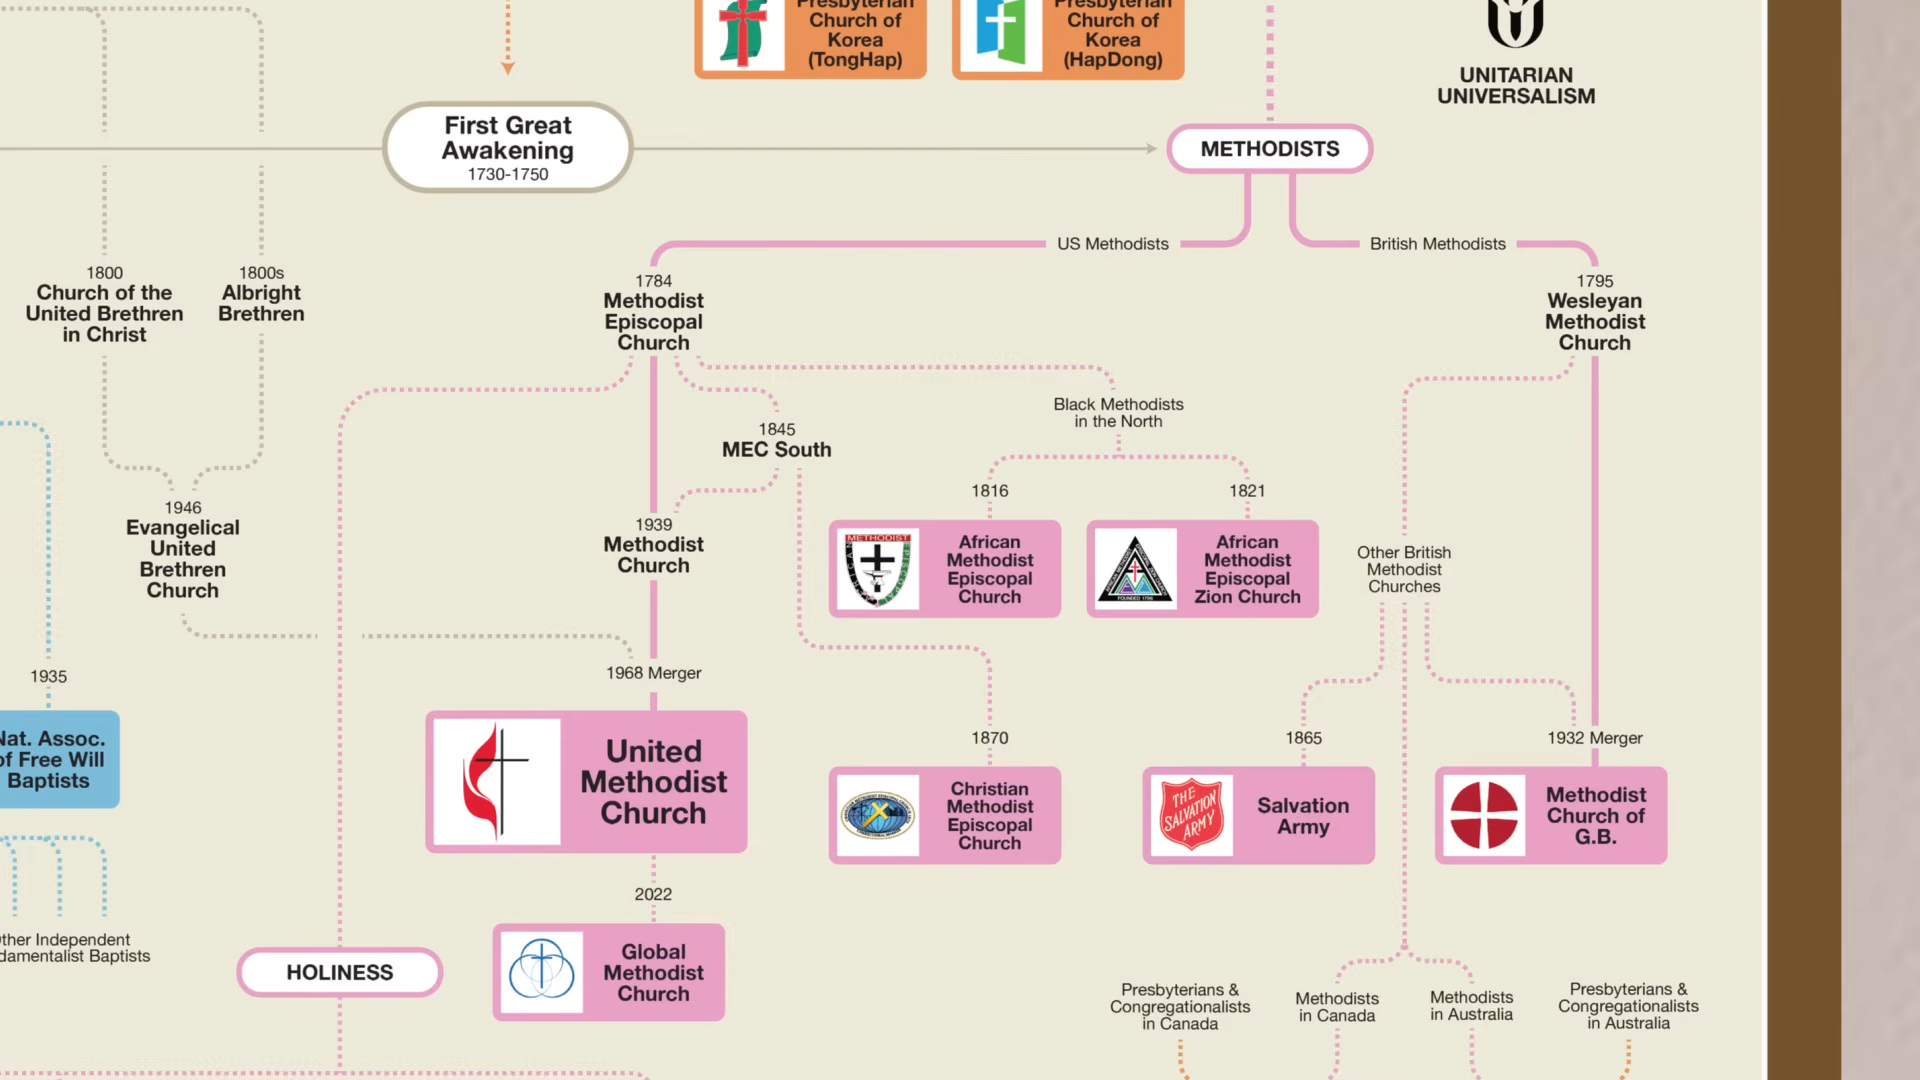 Presbyterian
Church of
Korea
(TongHap)
Presbyterian
Church of
Korea
(HapDong)
UNITARIAN
UNIVERSALISM
First Great
Awakening
1730-1750
METHODISTS
US Methodists
British Methodists
1800
Church of the
United Brethren
in Christ
1800s
Albright
Brethren
1784
Methodist
Episcopal
Church
1795
Wesleyan
Methodist
Church
Black Methodists
in the North
1845
MEC South
1816
1821
1946
Evangelical
United
Brethren
Church
1939
Methodist
Church
METHODIST
African
Methodist
Episcopal
Church
African
Methodist
Episcopal
Zion Church
Other British
Methodist
Churches
1935
1968 Merger
Nat. Assoc.
of Free Will
Baptists
United
Methodist
Church
1870
Christian
Methodist
Episcopal
Church
1865
THE
SALVATION
ARMY
Salvation
Army
1932 Merger
Methodist
Church of
G.B.
2022
Global
Methodist
Church
Other Independent
damentalist Baptists
HOLINESS
Presbyterians &
Congregationalists
in Canada
Methodists
in Canada
Methodists
in Australia
Presbyterians &
Congregationalists
in Australia